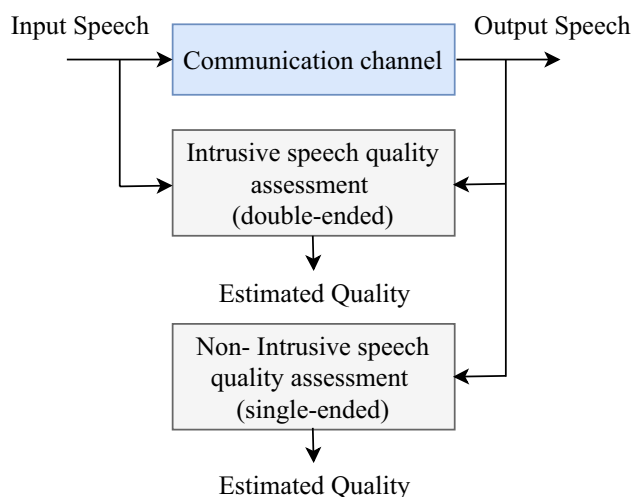 Input Speech
Output Speech
Communication channel
Intrusive speech quality
assessment
(double-ended)
Estimated Quality
Non- Intrusive speech
quality assessment
(single-ended)
Estimated Quality